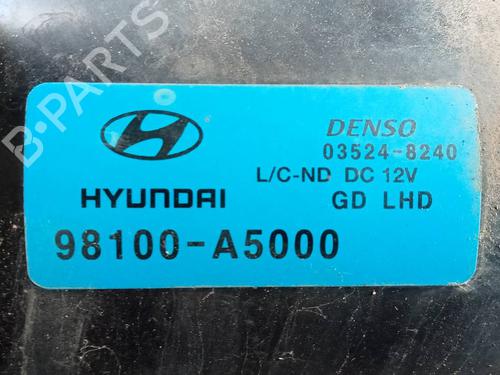 DENSO
03524-8240
L/C-ND DC 12V
HYUNDAI
GD LHD
98100-A5000
B-PARTS